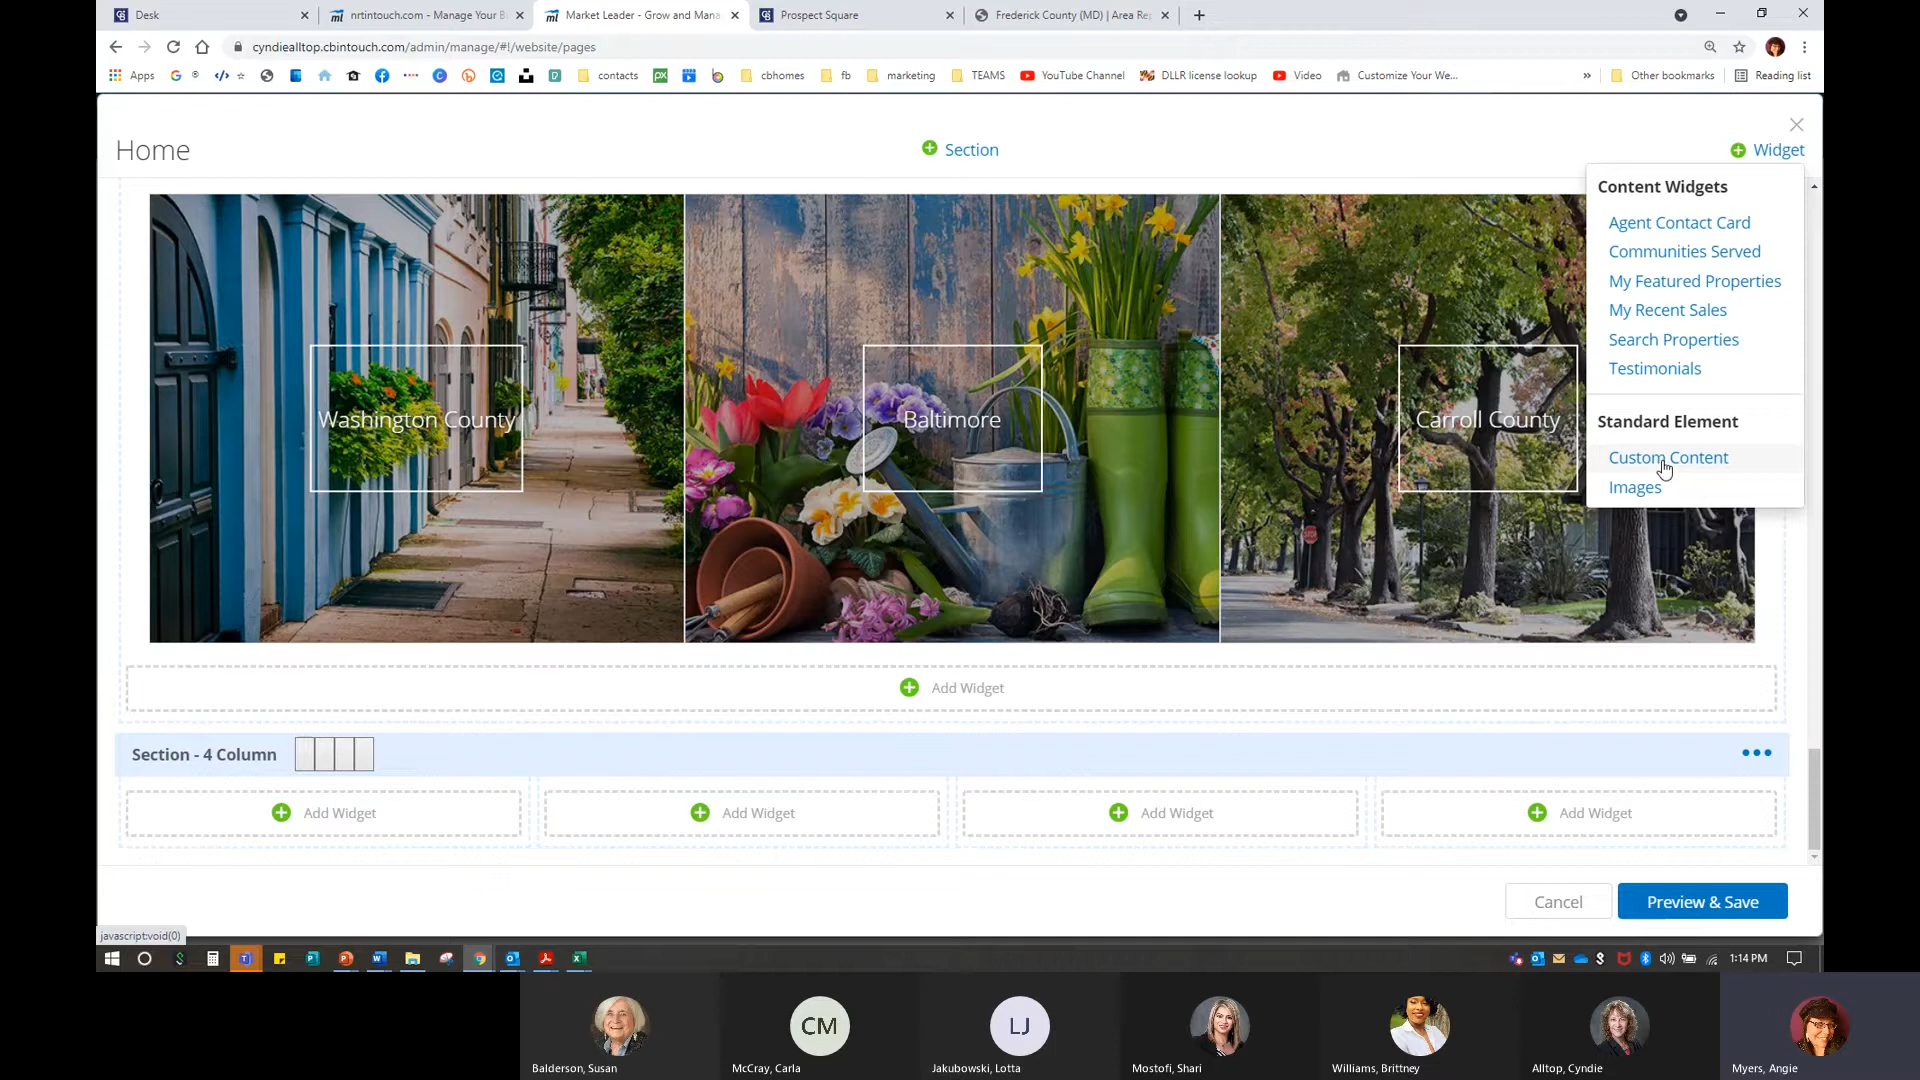 Desk
nrtintouch.com - Manage Your B
Market Leader - Grow and Mana
Prospect Square
Frederick County (MD) | Area Re
cyndiealltop.cbintouch.com/admin/manage/#!/website/pages
Apps
contacts
cbhomes
fb
marketing
TEAMS
YouTube Channel
DLLR license lookup
Video
Customize Your We...
»
Other bookmarks
Reading list
Home
Section
Widget
Content Widgets
Agent Contact Card
Communities Served
My Featured Properties
My Recent Sales
Search Properties
Testimonials
Standard Element
Custom Content
Images
Washington County
Baltimore
Carroll County
Add Widget
Section - 4 Column
Add Widget
Add Widget
Add Widget
Add Widget
Cancel
Preview & Save
javascript:void(0)
1:14 PM
CM
LJ
Balderson, Susan
McCray, Carla
Jakubowski, Lotta
Mostofi, Shari
Williams, Brittney
Alltop, Cyndie
Myers, Angie